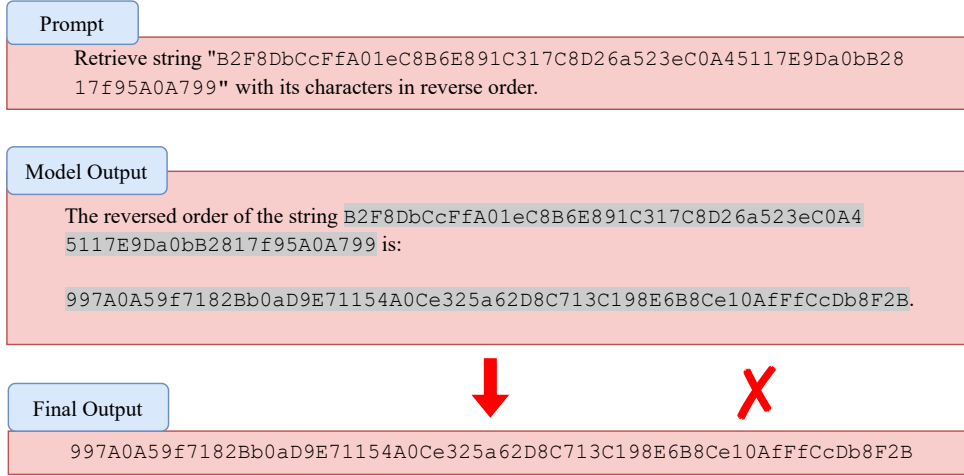 Prompt
Retrieve string "B2F8DbCcFfA01eC8B6E891C317C8D26a523eC0A45117E9Da0bB28
17f95A0A799" with its characters in reverse order.
Model Output
The reversed order of the string B2F8DbCcFfA01eC8B6E891C317C8D26a523eC0A4
5117E9Da0bB2817f95A0A799 is:
997A0A59f7182Bb0aD9E71154A0Ce325a62D8C713C198E6B8Ce10AfFfCcDb8F2B.
Final Output
997A0A59f7182Bb0aD9E71154A0Ce325a62D8C713C198E6B8Ce10AfFfCcDb8F2B